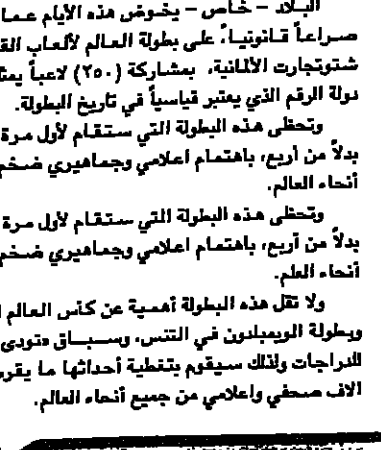 البلاد – خاص – يخوض هذه الأيام عما
صراعاً قانونياً، على بطولة العالم لألعاب الق
شتوتجارت الألمانية، بمشاركة (٢٥٠) لاعباً يمث
دولة الرقم الذي يعتبر قياسياً في تاريخ البطولة.
وتحظى هذه البطولة التي ستقام لأول مرة
بدلاً من أربع، باهتمام اعلامي وجماهيري ضخم
أنحاء العالم.
وتحظى هذه البطولة التي ستقام لأول مرة
بدلاً من أربع، باهتمام اعلامي وجماهيري ضخم
أنحاء العلم.
ولا تقل هذه البطولة أهمية عن كأس العالم
وبطولة الويمبلدون في التنس، وسباق «تودى
للدراجات ولذلك سيقوم بتغطية أحداثها ما يقر
الاف صحفي واعلامي من جميع أنحاء العالم.